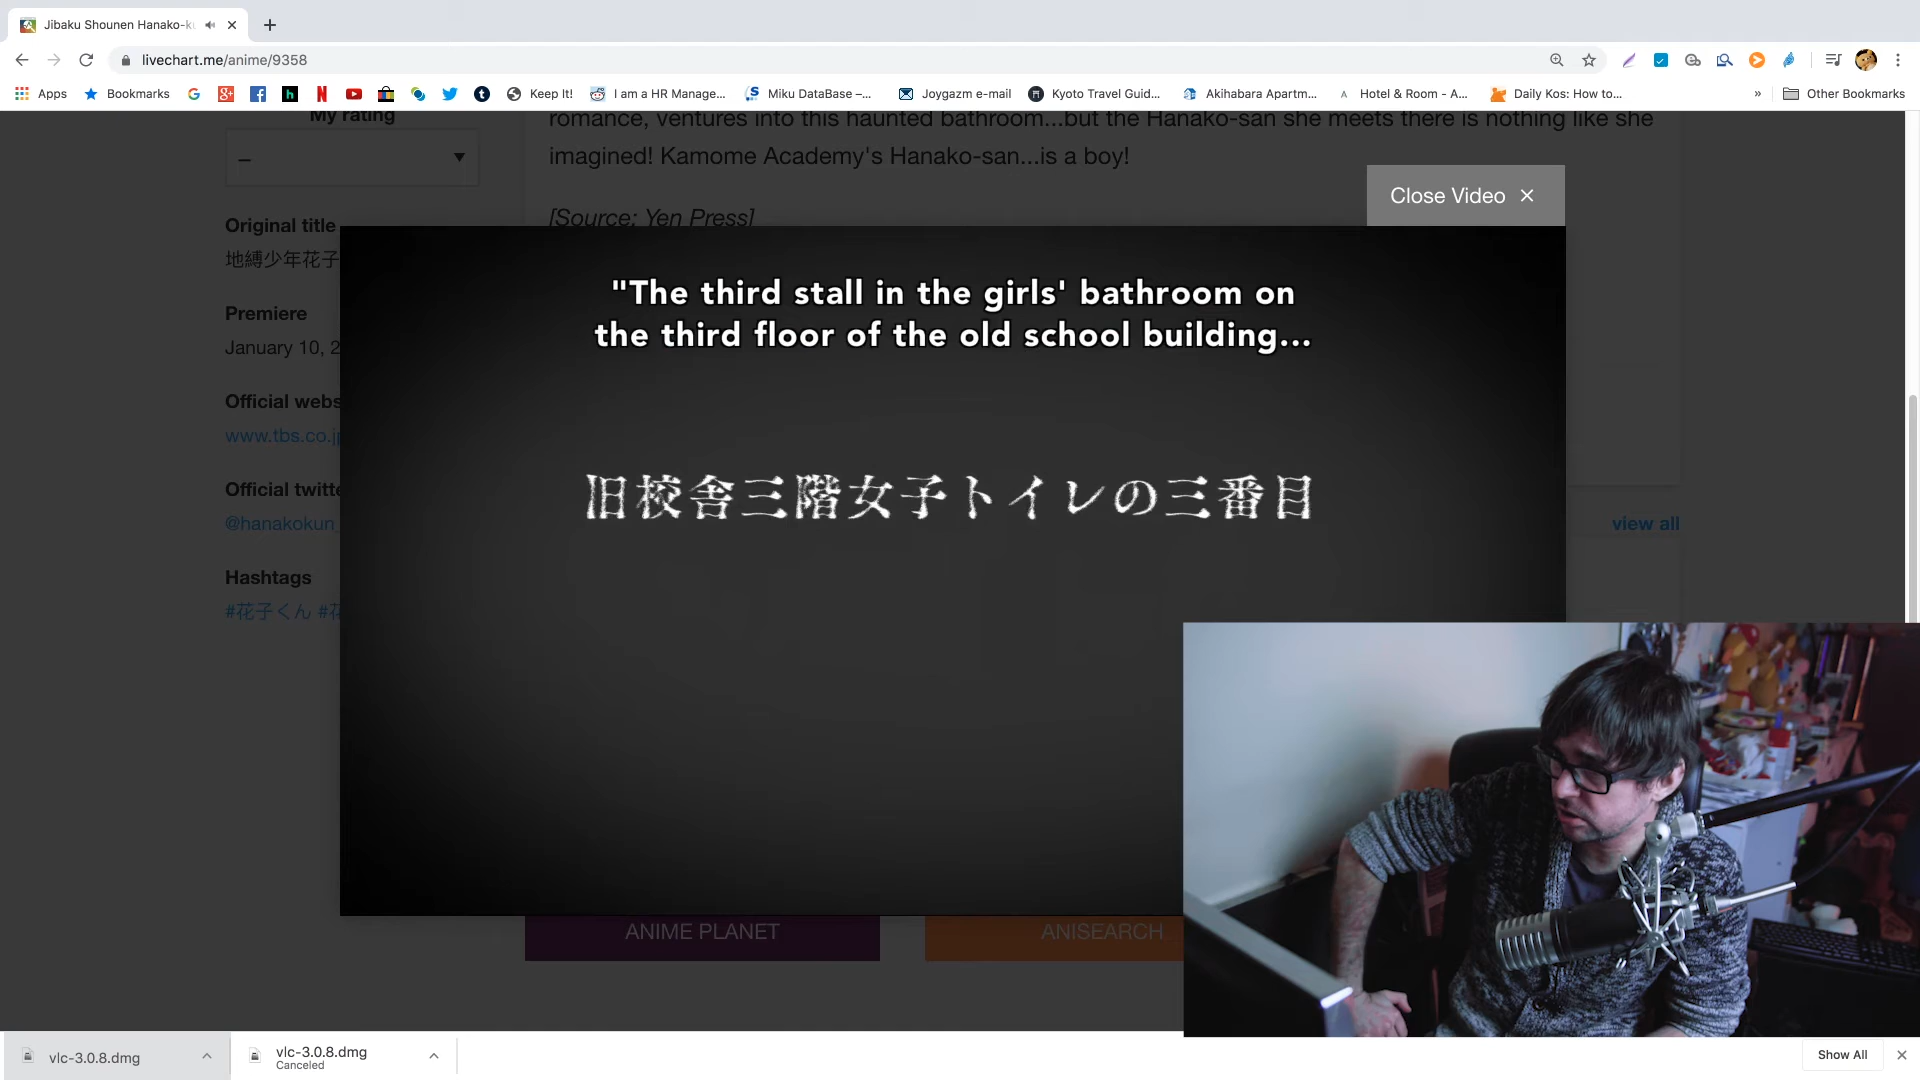 Jibaku Shounen Hanako-k
livechart.me/anime/9358
Apps
Bookmarks
Keep It!
I am a HR Manage...
Miku DataBase –...
Joygazm e-mail
Kyoto Travel Guid...
Akihabara Apartm...
Hotel & Room - A...
Daily Kos: How to...
»
Other Bookmarks
My rating
–
romance, ventures into this haunted bathroom...but the Hanako-san she meets there is nothing like she
imagined! Kamome Academy's Hanako-san...is a boy!
[Source: Yen Press]
Close Video ×
Original title
地縛少年花子
Premiere
January 10, 2
Official webs
www.tbs.co.jp
Official twitte
@hanakokun_
Hashtags
#花子くん #花
"The third stall in the girls' bathroom on
the third floor of the old school building...
旧校舎三階女子トイレの三番目
view all
ANIME PLANET
ANISEARCH
vlc-3.0.8.dmg
vlc-3.0.8.dmg
Canceled
Show All